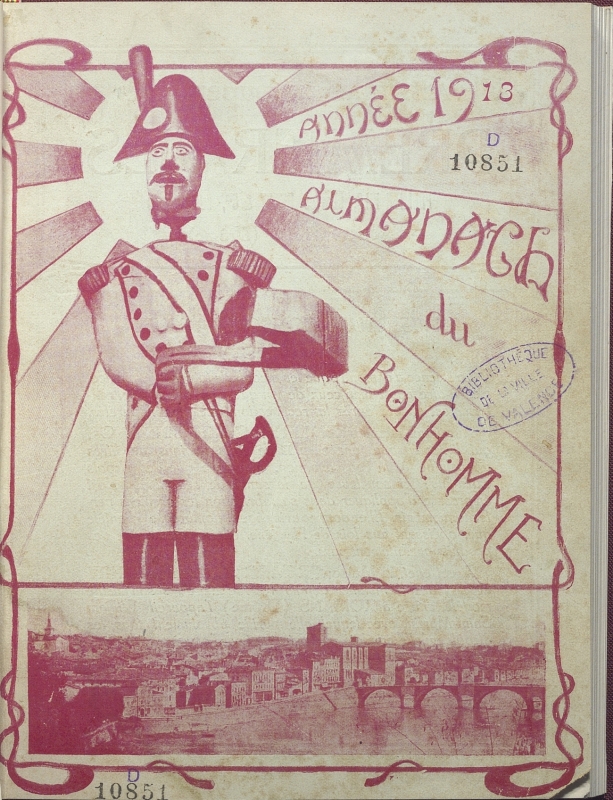 ANNÉE 1913
D
10851
ALMANACH
du
BONHOMME
BIBLIOTHÈQUE
DE LA VILLE
DE VALENCE
D
10851